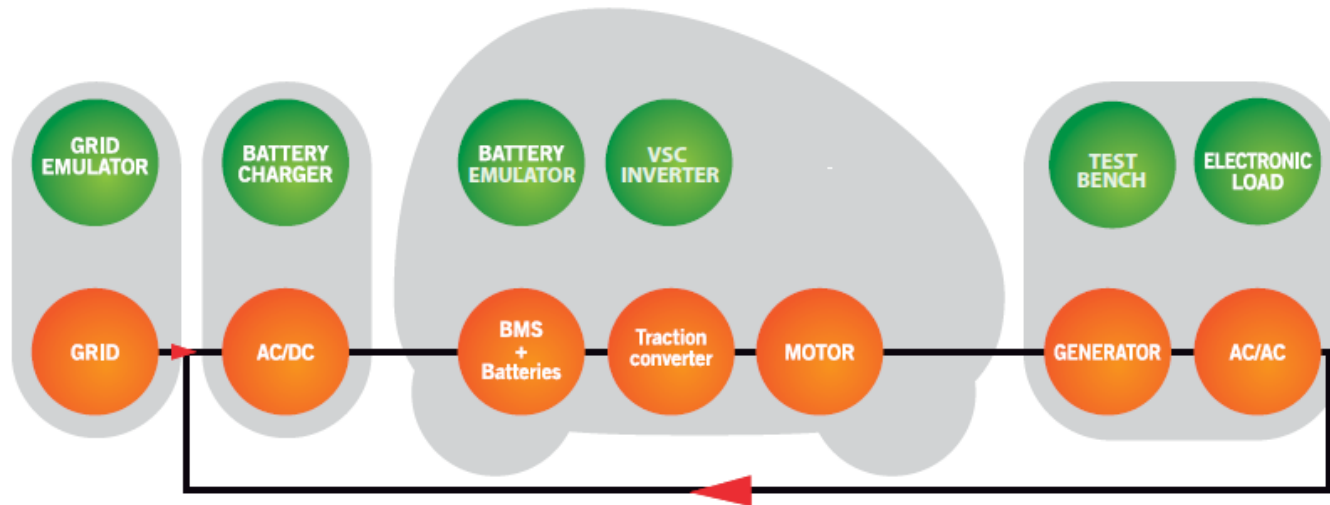 GRID
EMULATOR
BATTERY
CHARGER
BATTERY
EMULATOR
VSC
INVERTER
TEST
BENCH
ELECTRONIC
LOAD
GRID
AC/DC
BMS
+
Batteries
Traction
converter
MOTOR
GENERATOR
AC/AC